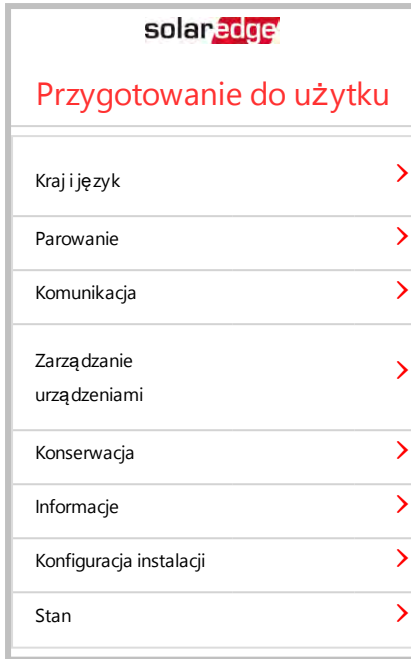 solaredge
Przygotowanie do użytku
Kraj i język
Parowanie
Komunikacja
Zarządzanie
urządzeniami
Konserwacja
Informacje
Konfiguracja instalacji
Stan